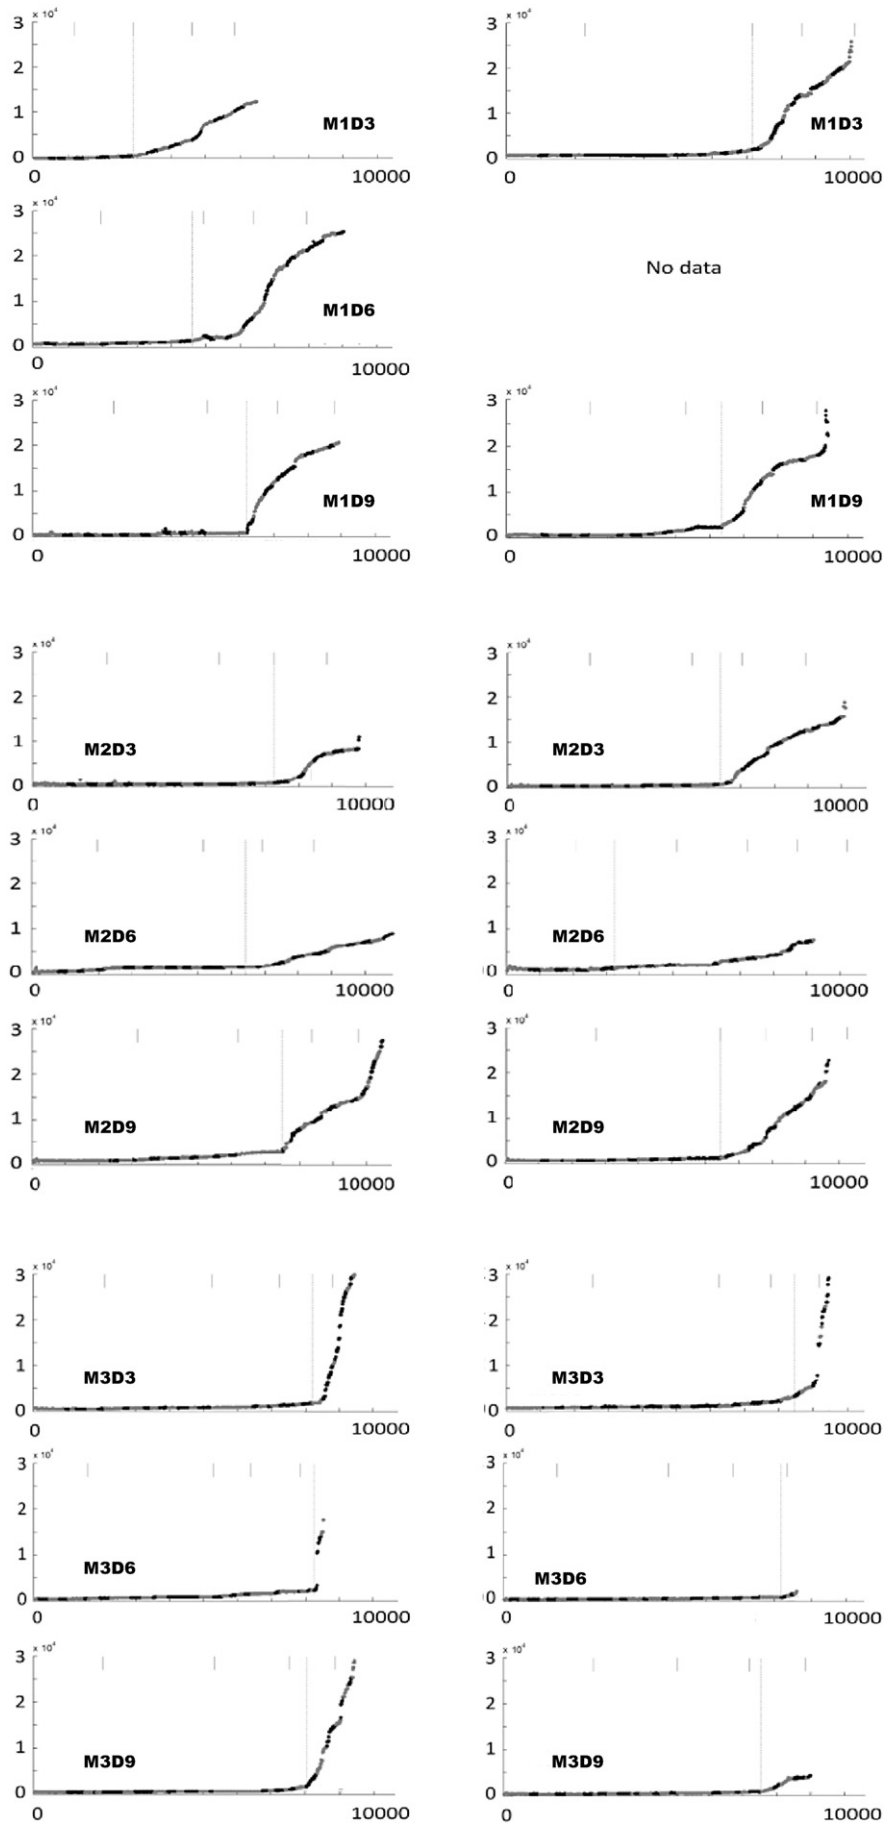 3 x 10⁴
2
1
M1D3
0
0 10000
3 x 10⁴
2
1
M1D3
0
0 10000
3 x 10⁴
2
1
M1D6
0
0 10000
No data
3 x 10⁴
2
1
M1D9
0
0 10000
3 x 10⁴
2
1
M1D9
0
0 10000
3 x 10⁴
2
1
M2D3
0
0 10000
3 x 10⁴
2
1
M2D3
0
0 10000
3 x 10⁴
2
1
M2D6
0
0 10000
3 x 10⁴
2
1
M2D6
0
0 10000
3 x 10⁴
2
1
M2D9
0
0 10000
3 x 10⁴
2
1
M2D9
0
0 10000
3 x 10⁴
2
1
M3D3
0
0 10000
3 x 10⁴
2
1
M3D3
0
0 10000
3 x 10⁴
2
1
M3D6
0
0 10000
3 x 10⁴
2
1
M3D6
0
0 10000
3 x 10⁴
2
1
M3D9
0
0 10000
3 x 10⁴
2
1
M3D9
0
0 10000